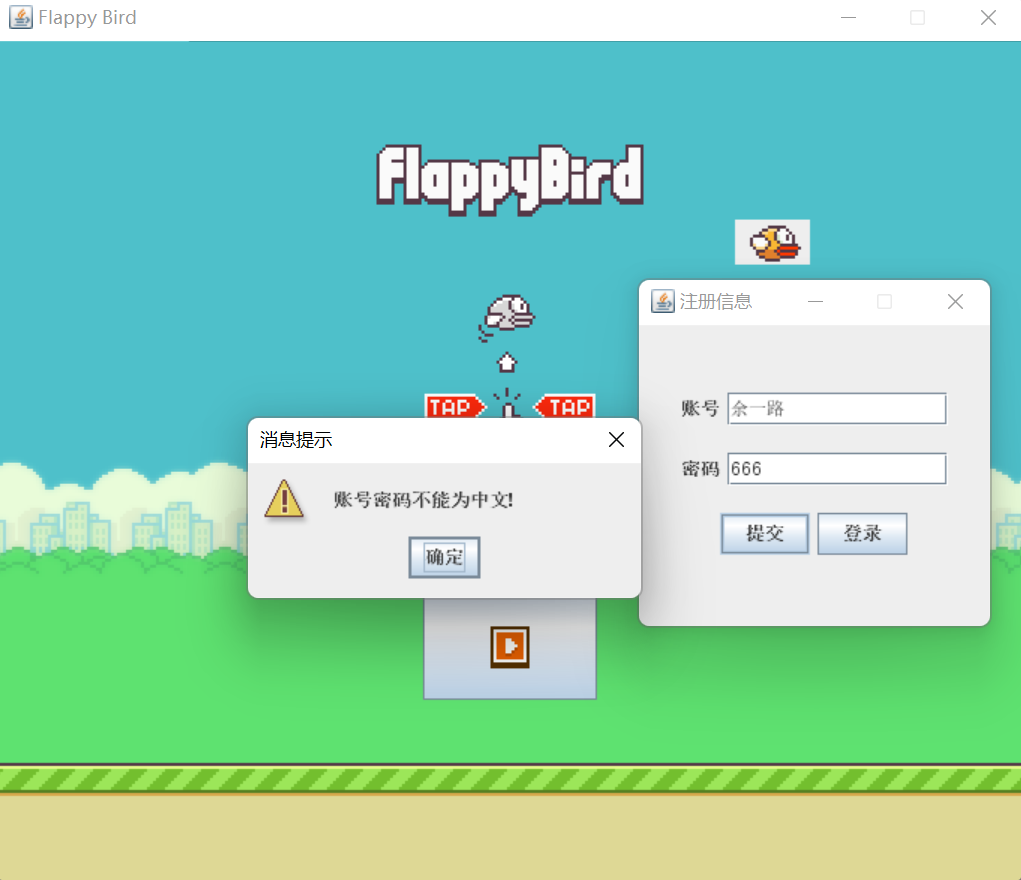 Flappy Bird
FlappyBird
注册信息
账号 余一路
TAP TAP
消息提示
密码 666
账号密码不能为中文!
提交 登录
确定